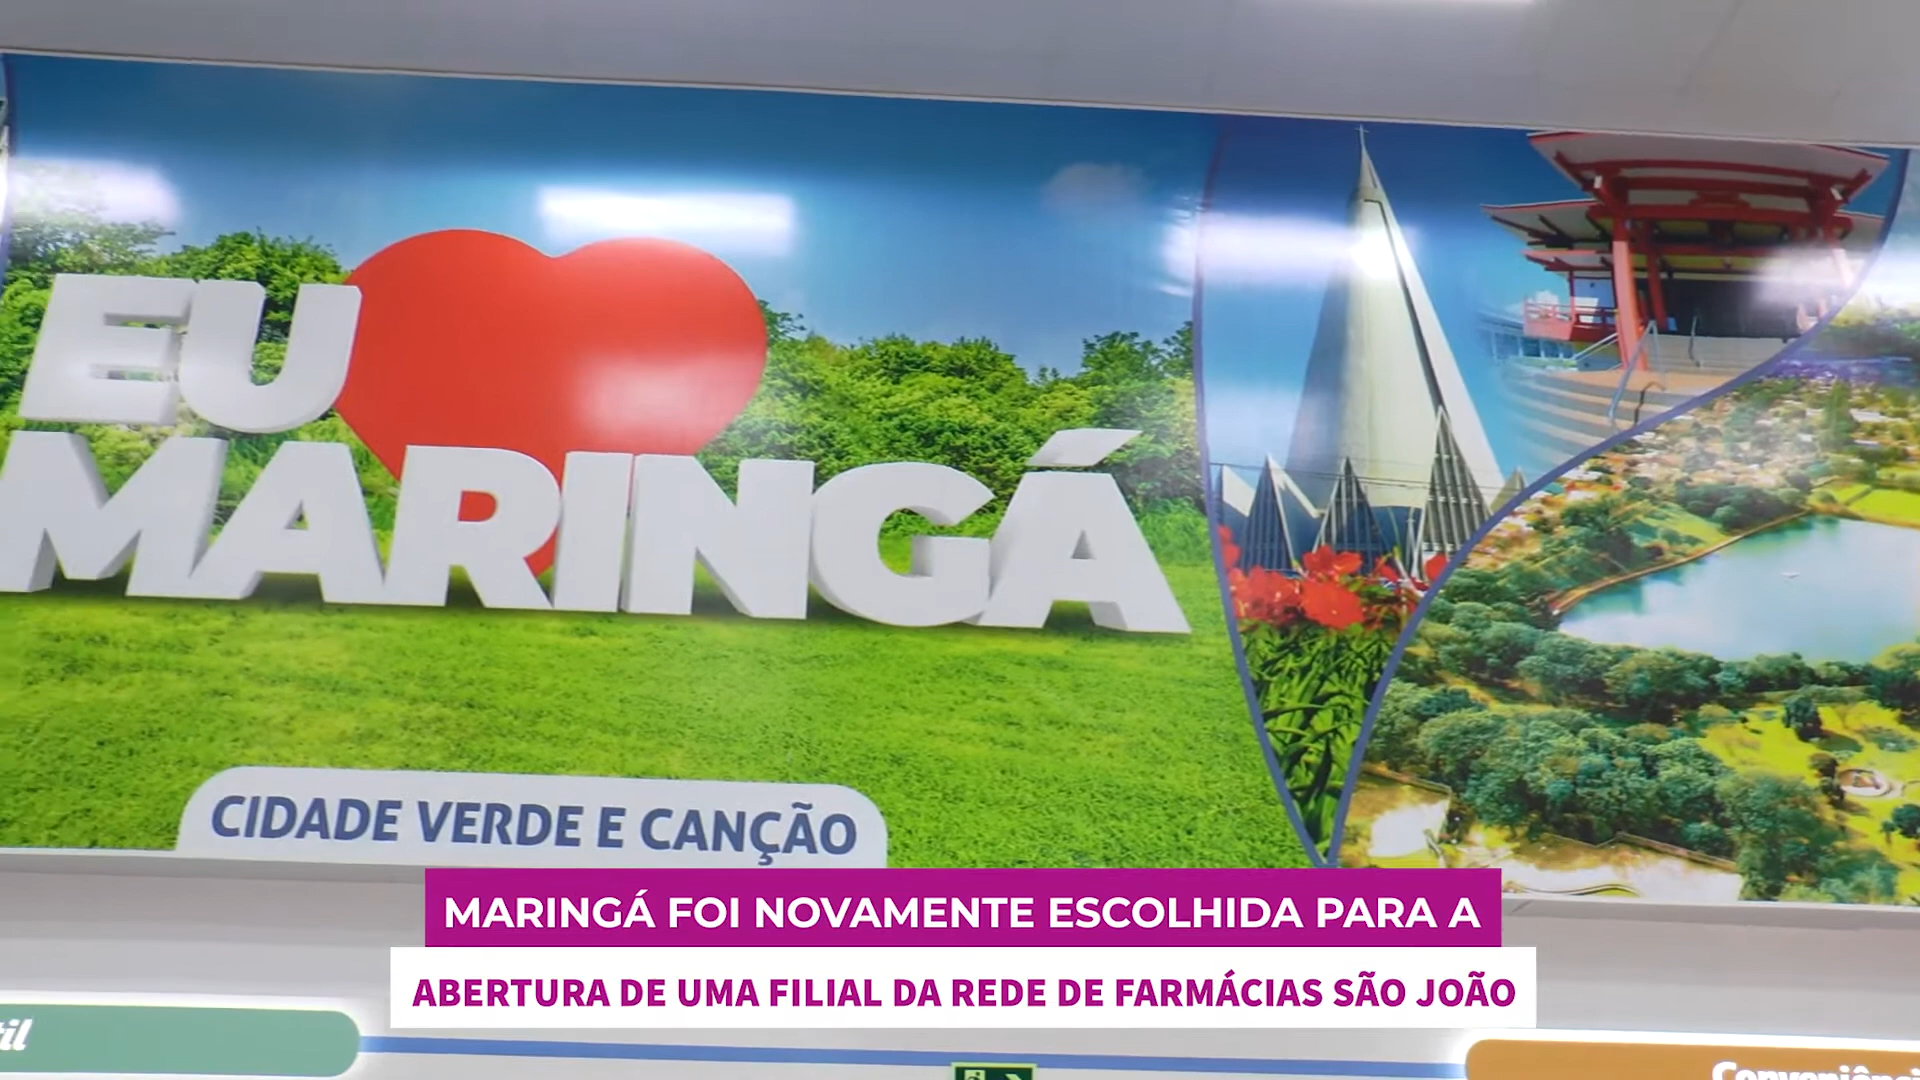 EU
MARINGÁ
CIDADE VERDE E CANÇÃO
MARINGÁ FOI NOVAMENTE ESCOLHIDA PARA A
ABERTURA DE UMA FILIAL DA REDE DE FARMÁCIAS SÃO JOÃO